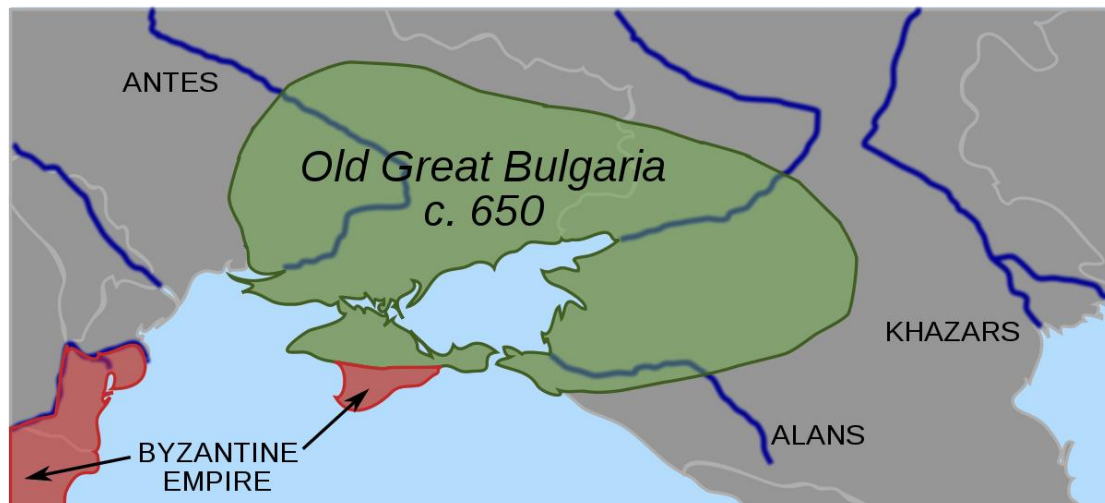 ANTES
Old Great Bulgaria
c. 650
KHAZARS
ALANS
BYZANTINE
EMPIRE